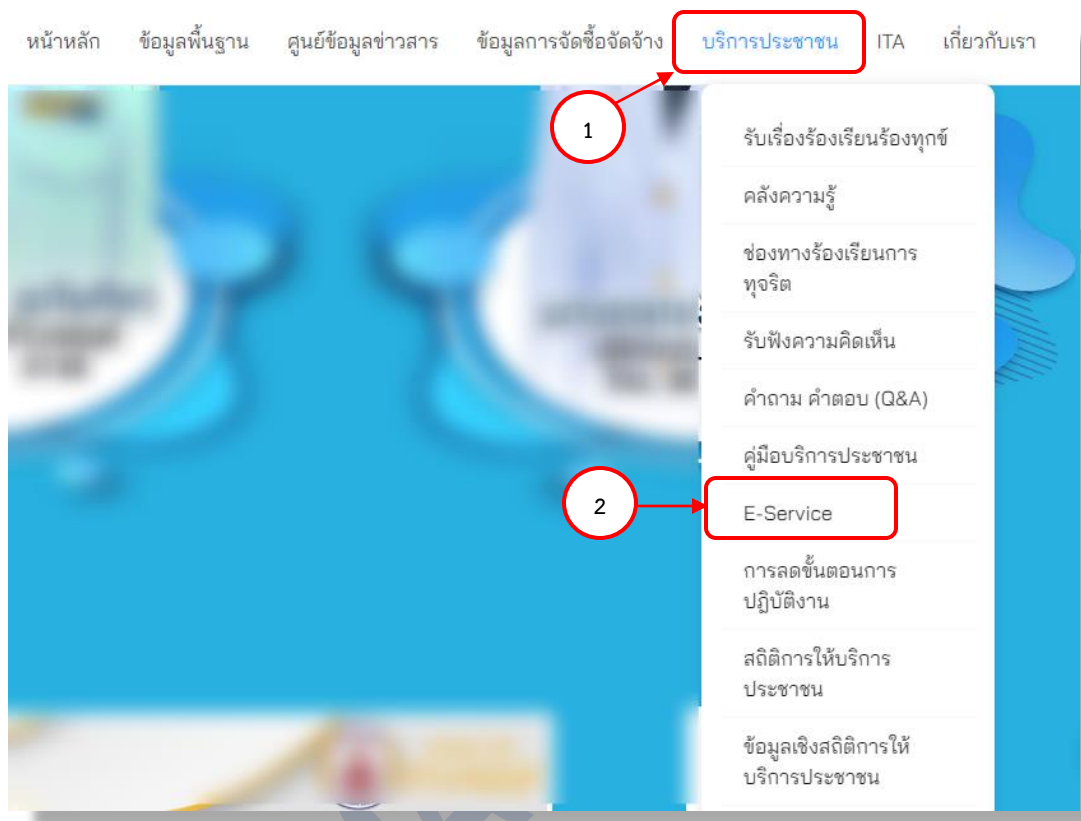 หน้าหลัก ข้อมูลพื้นฐาน ศูนย์ข้อมูลข่าวสาร ข้อมูลการจัดซื้อจัดจ้าง บริการประชาชน ITA เกี่ยวกับเรา
1
รับเรื่องร้องเรียนร้องทุกข์
คลังความรู้
ช่องทางร้องเรียนการ
ทุจริต
รับฟังความคิดเห็น
คำถาม คำตอบ (Q&A)
คู่มือบริการประชาชน
2
E-Service
การลดขั้นตอนการ
ปฏิบัติงาน
สถิติการให้บริการ
ประชาชน
ข้อมูลเชิงสถิติการให้
บริการประชาชน